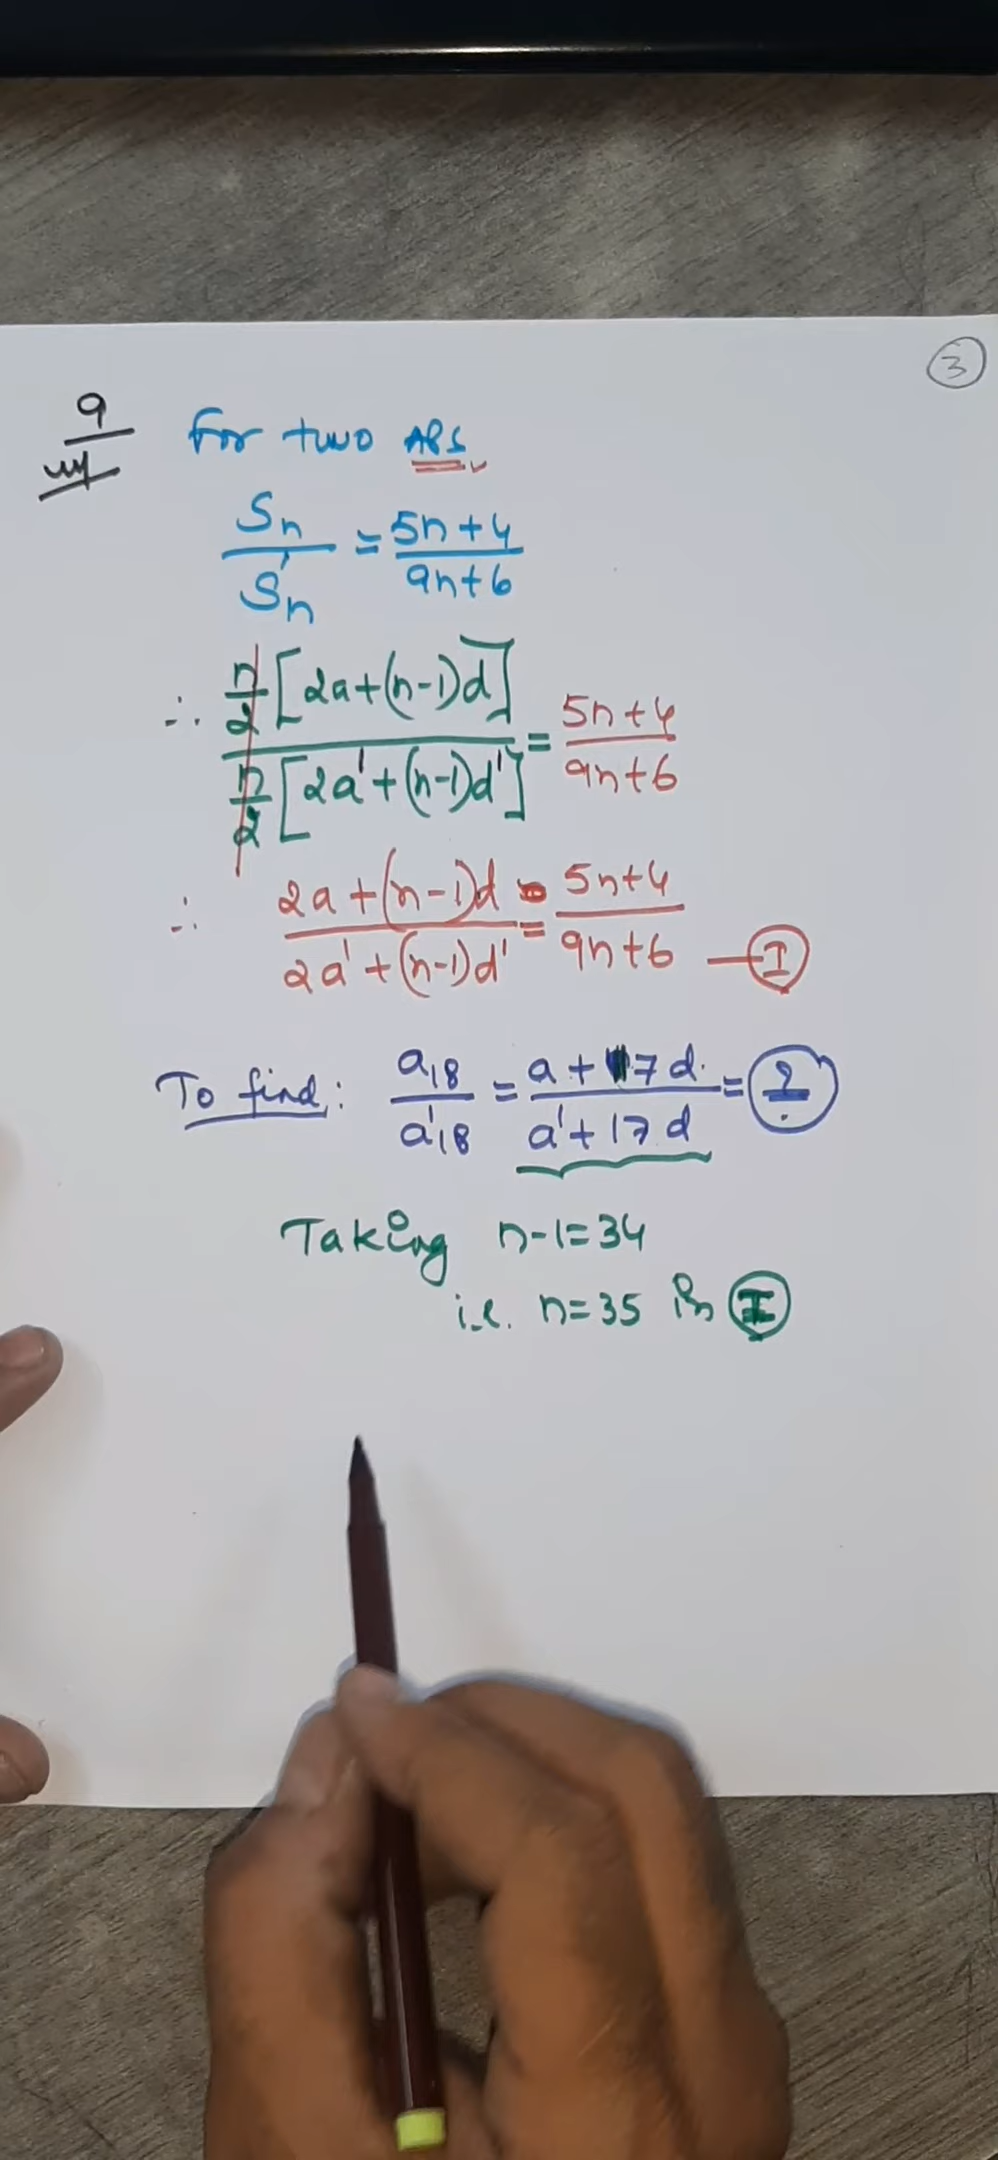 3
9
For two APs
Sn/S'n = 5n+4/9n+6
∴ n/2[2a+(n-1)d] / n/2[2a'+(n-1)d'] = 5n+4/9n+6
∴ 2a+(n-1)d / 2a'+(n-1)d' = 5n+4/9n+6 — I
To find: a18/a'18 = a+17d / a'+17d = ?
Taking n-1=34
i.e. n=35 in I